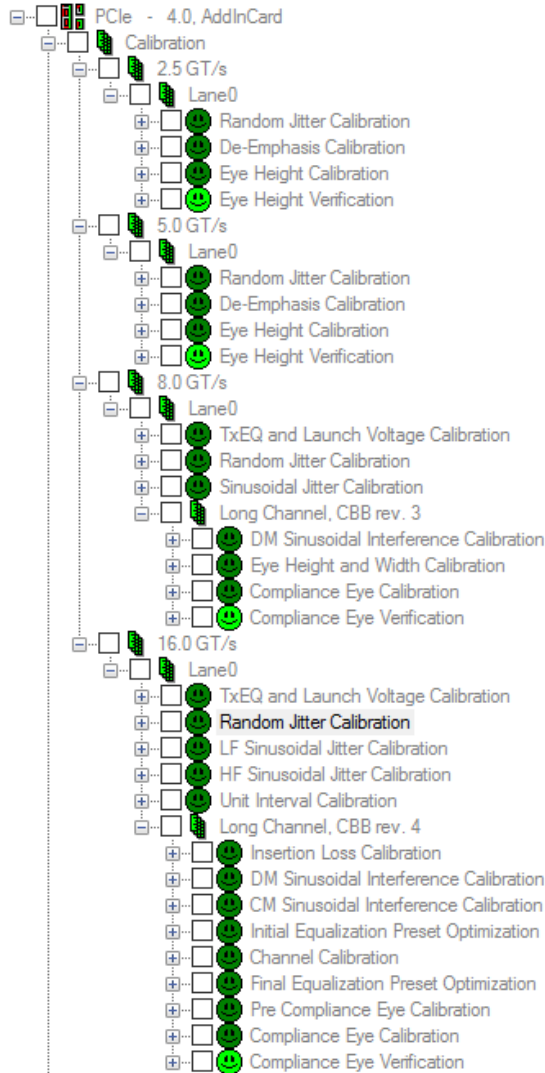 PCIe - 4.0, AddInCard
Calibration
2.5 GT/s
Lane0
Random Jitter Calibration
De-Emphasis Calibration
Eye Height Calibration
Eye Height Verification
5.0 GT/s
Lane0
Random Jitter Calibration
De-Emphasis Calibration
Eye Height Calibration
Eye Height Verification
8.0 GT/s
Lane0
TxEQ and Launch Voltage Calibration
Random Jitter Calibration
Sinusoidal Jitter Calibration
Long Channel, CBB rev. 3
DM Sinusoidal Interference Calibration
Eye Height and Width Calibration
Compliance Eye Calibration
Compliance Eye Verification
16.0 GT/s
Lane0
TxEQ and Launch Voltage Calibration
Random Jitter Calibration
LF Sinusoidal Jitter Calibration
HF Sinusoidal Jitter Calibration
Unit Interval Calibration
Long Channel, CBB rev. 4
Insertion Loss Calibration
DM Sinusoidal Interference Calibration
CM Sinusoidal Interference Calibration
Initial Equalization Preset Optimization
Channel Calibration
Final Equalization Preset Optimization
Pre Compliance Eye Calibration
Compliance Eye Calibration
Compliance Eye Verification